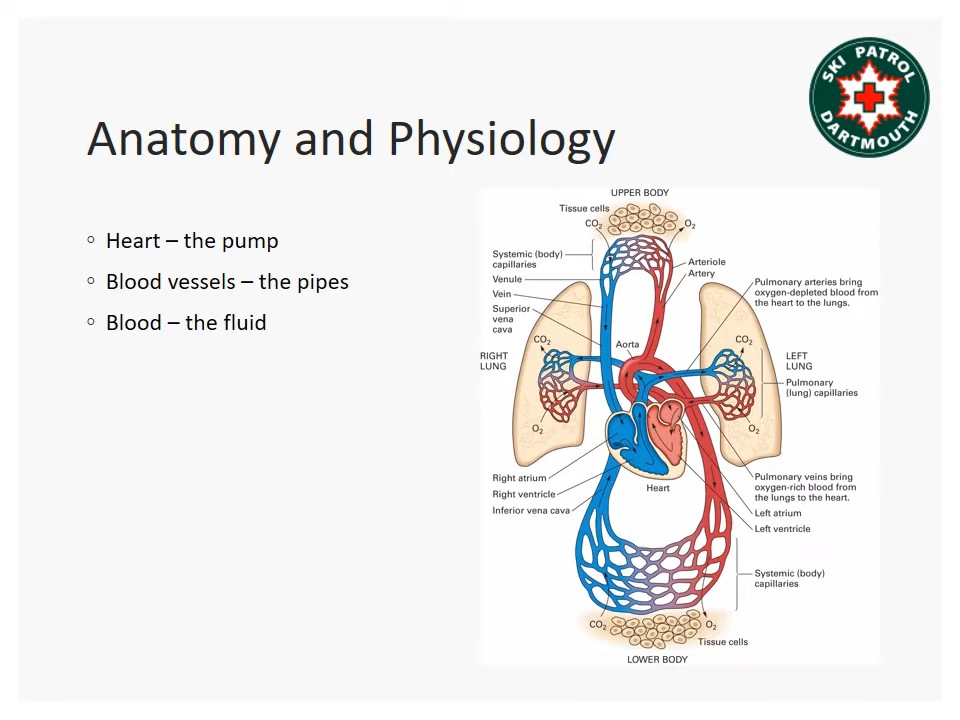 SKI PATROL
DARTMOUTH
Anatomy and Physiology
○ Heart – the pump
○ Blood vessels – the pipes
○ Blood – the fluid
UPPER BODY
Tissue cells
CO₂
O₂
Systemic (body)
capillaries
Venule
Vein
Superior
vena
cava
Arteriole
Artery
Pulmonary arteries bring
oxygen-depleted blood from
the heart to the lungs.
Aorta
CO₂
CO₂
RIGHT
LUNG
LEFT
LUNG
Pulmonary
(lung) capillaries
O₂
O₂
Right atrium
Right ventricle
Inferior vena cava
Heart
Pulmonary veins bring
oxygen-rich blood from
the lungs to the heart.
Left atrium
Left ventricle
Systemic (body)
capillaries
CO₂
O₂
Tissue cells
LOWER BODY